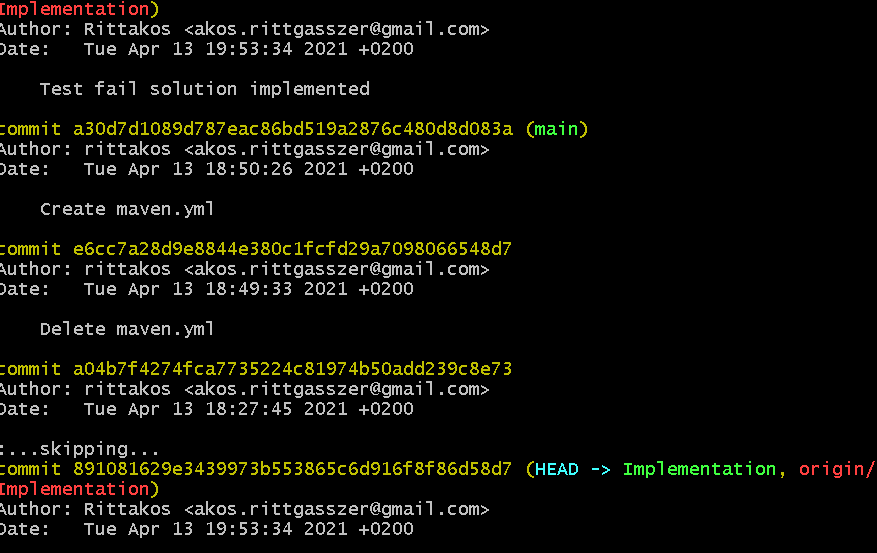 Implementation)
Author: Rittakos <akos.rittgasszer@gmail.com>
Date:   Tue Apr 13 19:53:34 2021 +0200
    Test fail solution implemented
commit a30d7d1089d787eac86bd519a2876c480d8d083a (main)
Author: rittakos <akos.rittgasszer@gmail.com>
Date:   Tue Apr 13 18:50:26 2021 +0200
    Create maven.yml
commit e6cc7a28d9e8844e380c1fcfd29a7098066548d7
Author: rittakos <akos.rittgasszer@gmail.com>
Date:   Tue Apr 13 18:49:33 2021 +0200
    Delete maven.yml
commit a04b7f4274fca7735224c81974b50add239c8e73
Author: rittakos <akos.rittgasszer@gmail.com>
Date:   Tue Apr 13 18:27:45 2021 +0200
:...skipping...
commit 891081629e3439973b553865c6d916f8f86d58d7 (HEAD -> Implementation, origin/
Implementation)
Author: Rittakos <akos.rittgasszer@gmail.com>
Date:   Tue Apr 13 19:53:34 2021 +0200